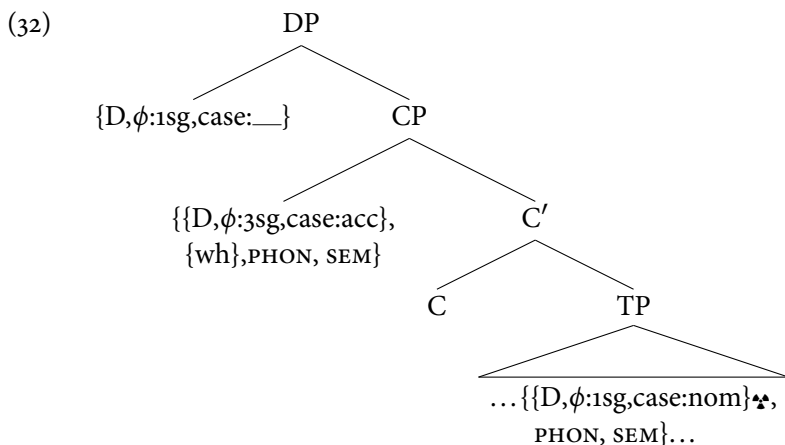 (32)
DP
{D,ϕ:1sg,case:__}
CP
{{D,ϕ:3sg,case:acc},
{wh},PHON, SEM}
C′
C
TP
…{{D,ϕ:1sg,case:nom}☢,
PHON, SEM}…